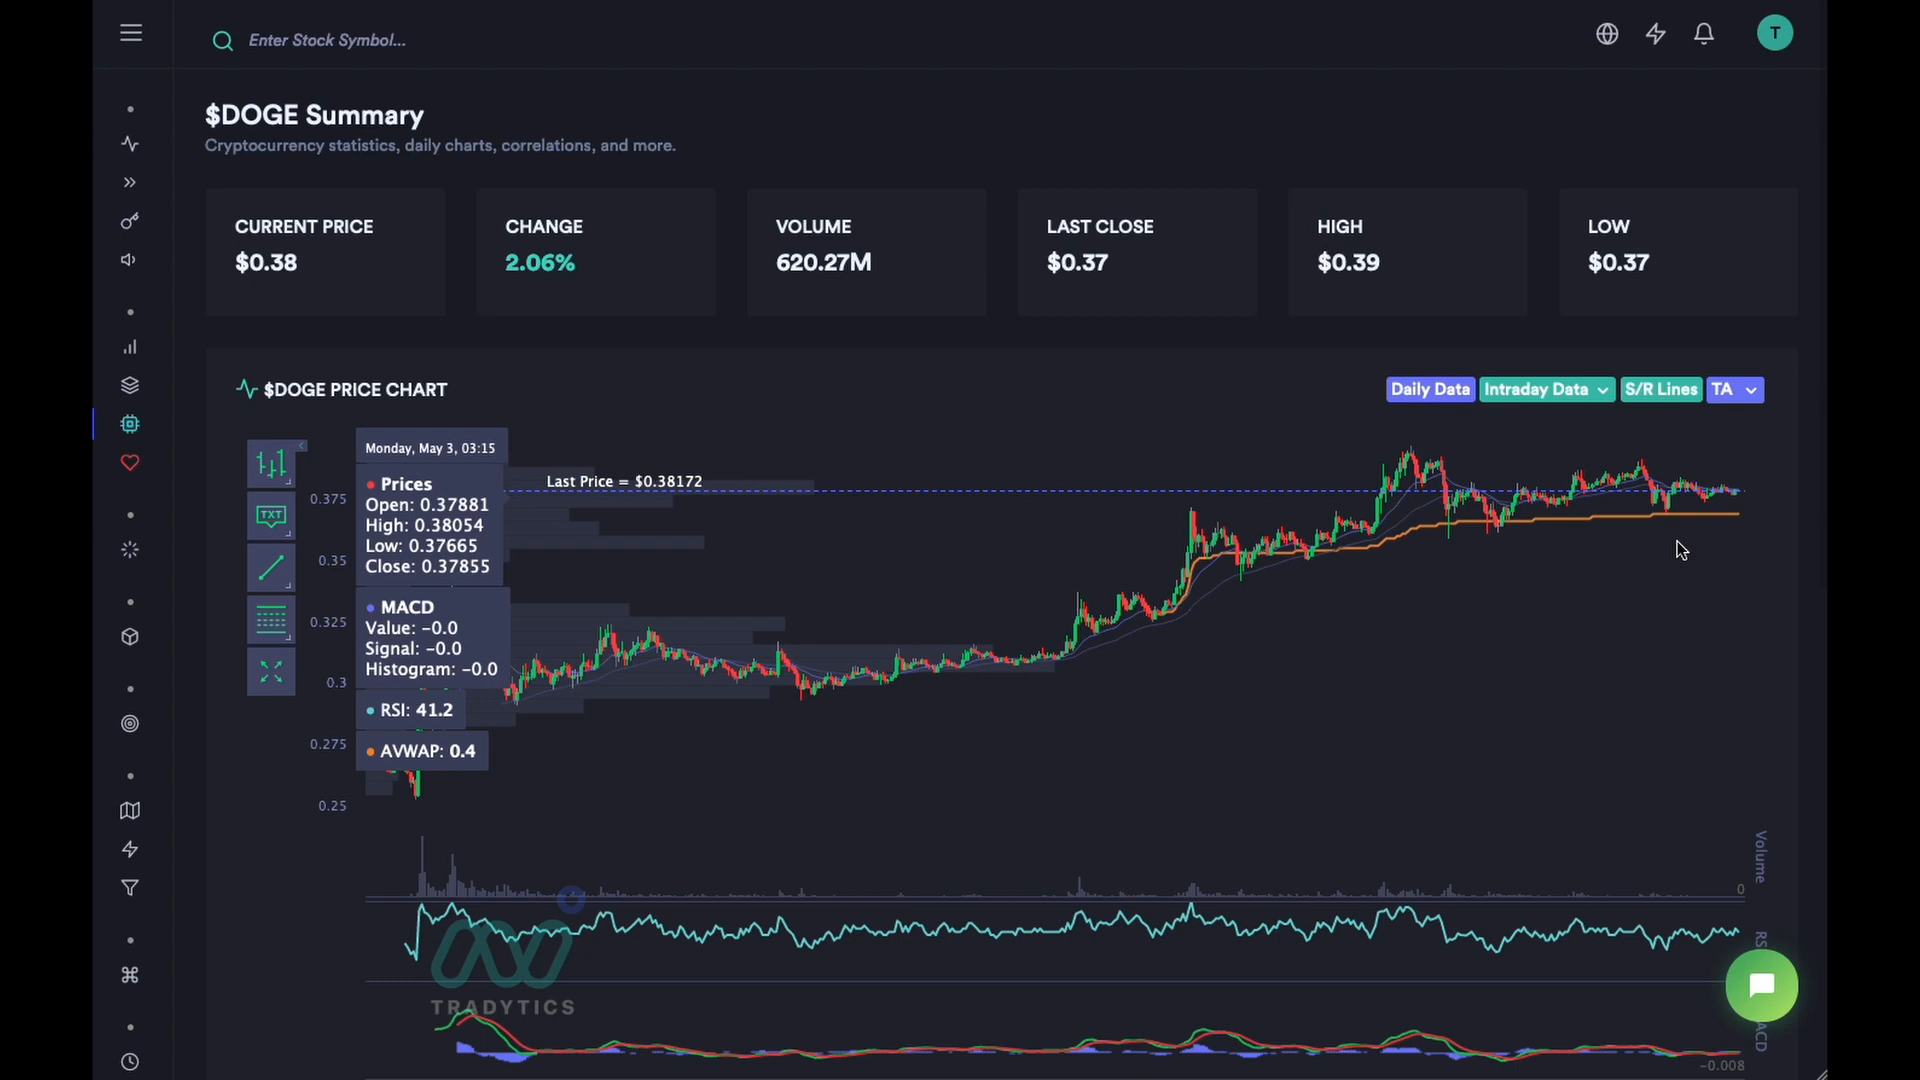 Enter Stock Symbol...
T
$DOGE Summary
Cryptocurrency statistics, daily charts, correlations, and more.
CURRENT PRICE
$0.38
CHANGE
2.06%
VOLUME
620.27M
LAST CLOSE
$0.37
HIGH
$0.39
LOW
$0.37
$DOGE PRICE CHART
Daily Data
Intraday Data
S/R Lines
TA
TXT
0.375
0.35
0.325
0.3
0.275
0.25
Monday, May 3, 03:15
Prices
Open: 0.37881
High: 0.38054
Low: 0.37665
Close: 0.37855
MACD
Value: −0.0
Signal: −0.0
Histogram: −0.0
RSI: 41.2
AVWAP: 0.4
Last Price = $0.38172
Volume
0
RS
TRADYTICS
ACD
−0.008